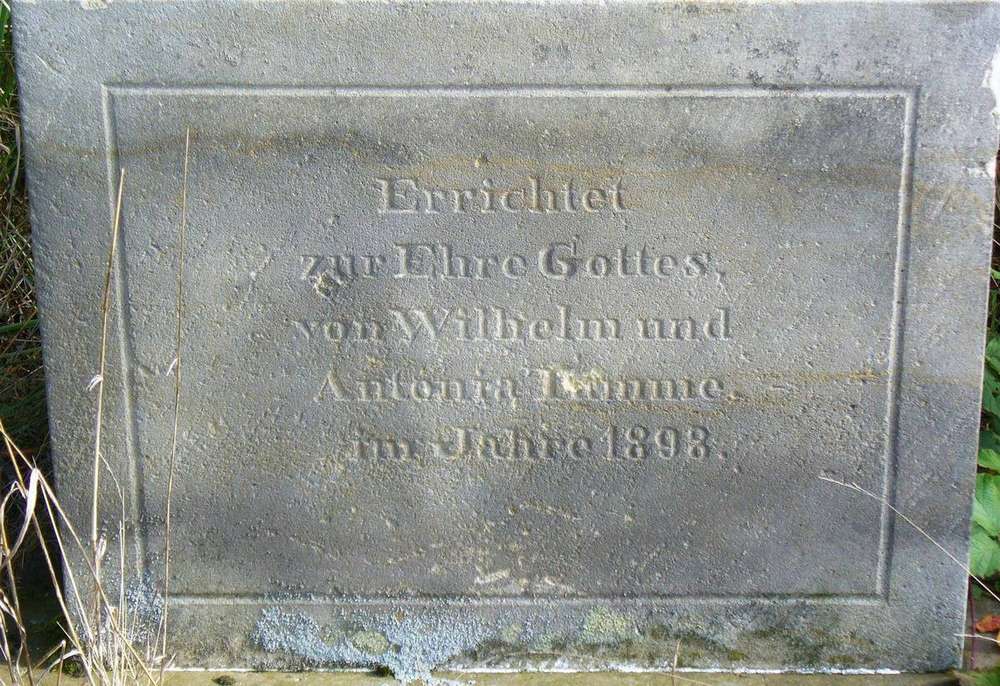 Errichtet
zur Ehre Gottes,
von Wilhelm und
Antonia
im Jahre 1898.